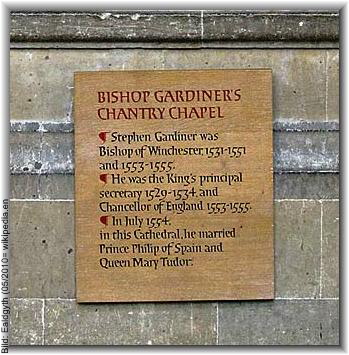 BISHOP GARDINER'S
CHANTRY CHAPEL
¶ Stephen Gardiner was
Bishop of Winchester, 1531-1551
and 1553-1555.
¶ He was the King's principal
secretary 1529-1534, and
Chancellor of England 1553-1555.
¶ In July 1554,
in this Cathedral, he married
Prince Philip of Spain and
Queen Mary Tudor.
Bild: Ealdgyth (05/2010= wikipedia.en